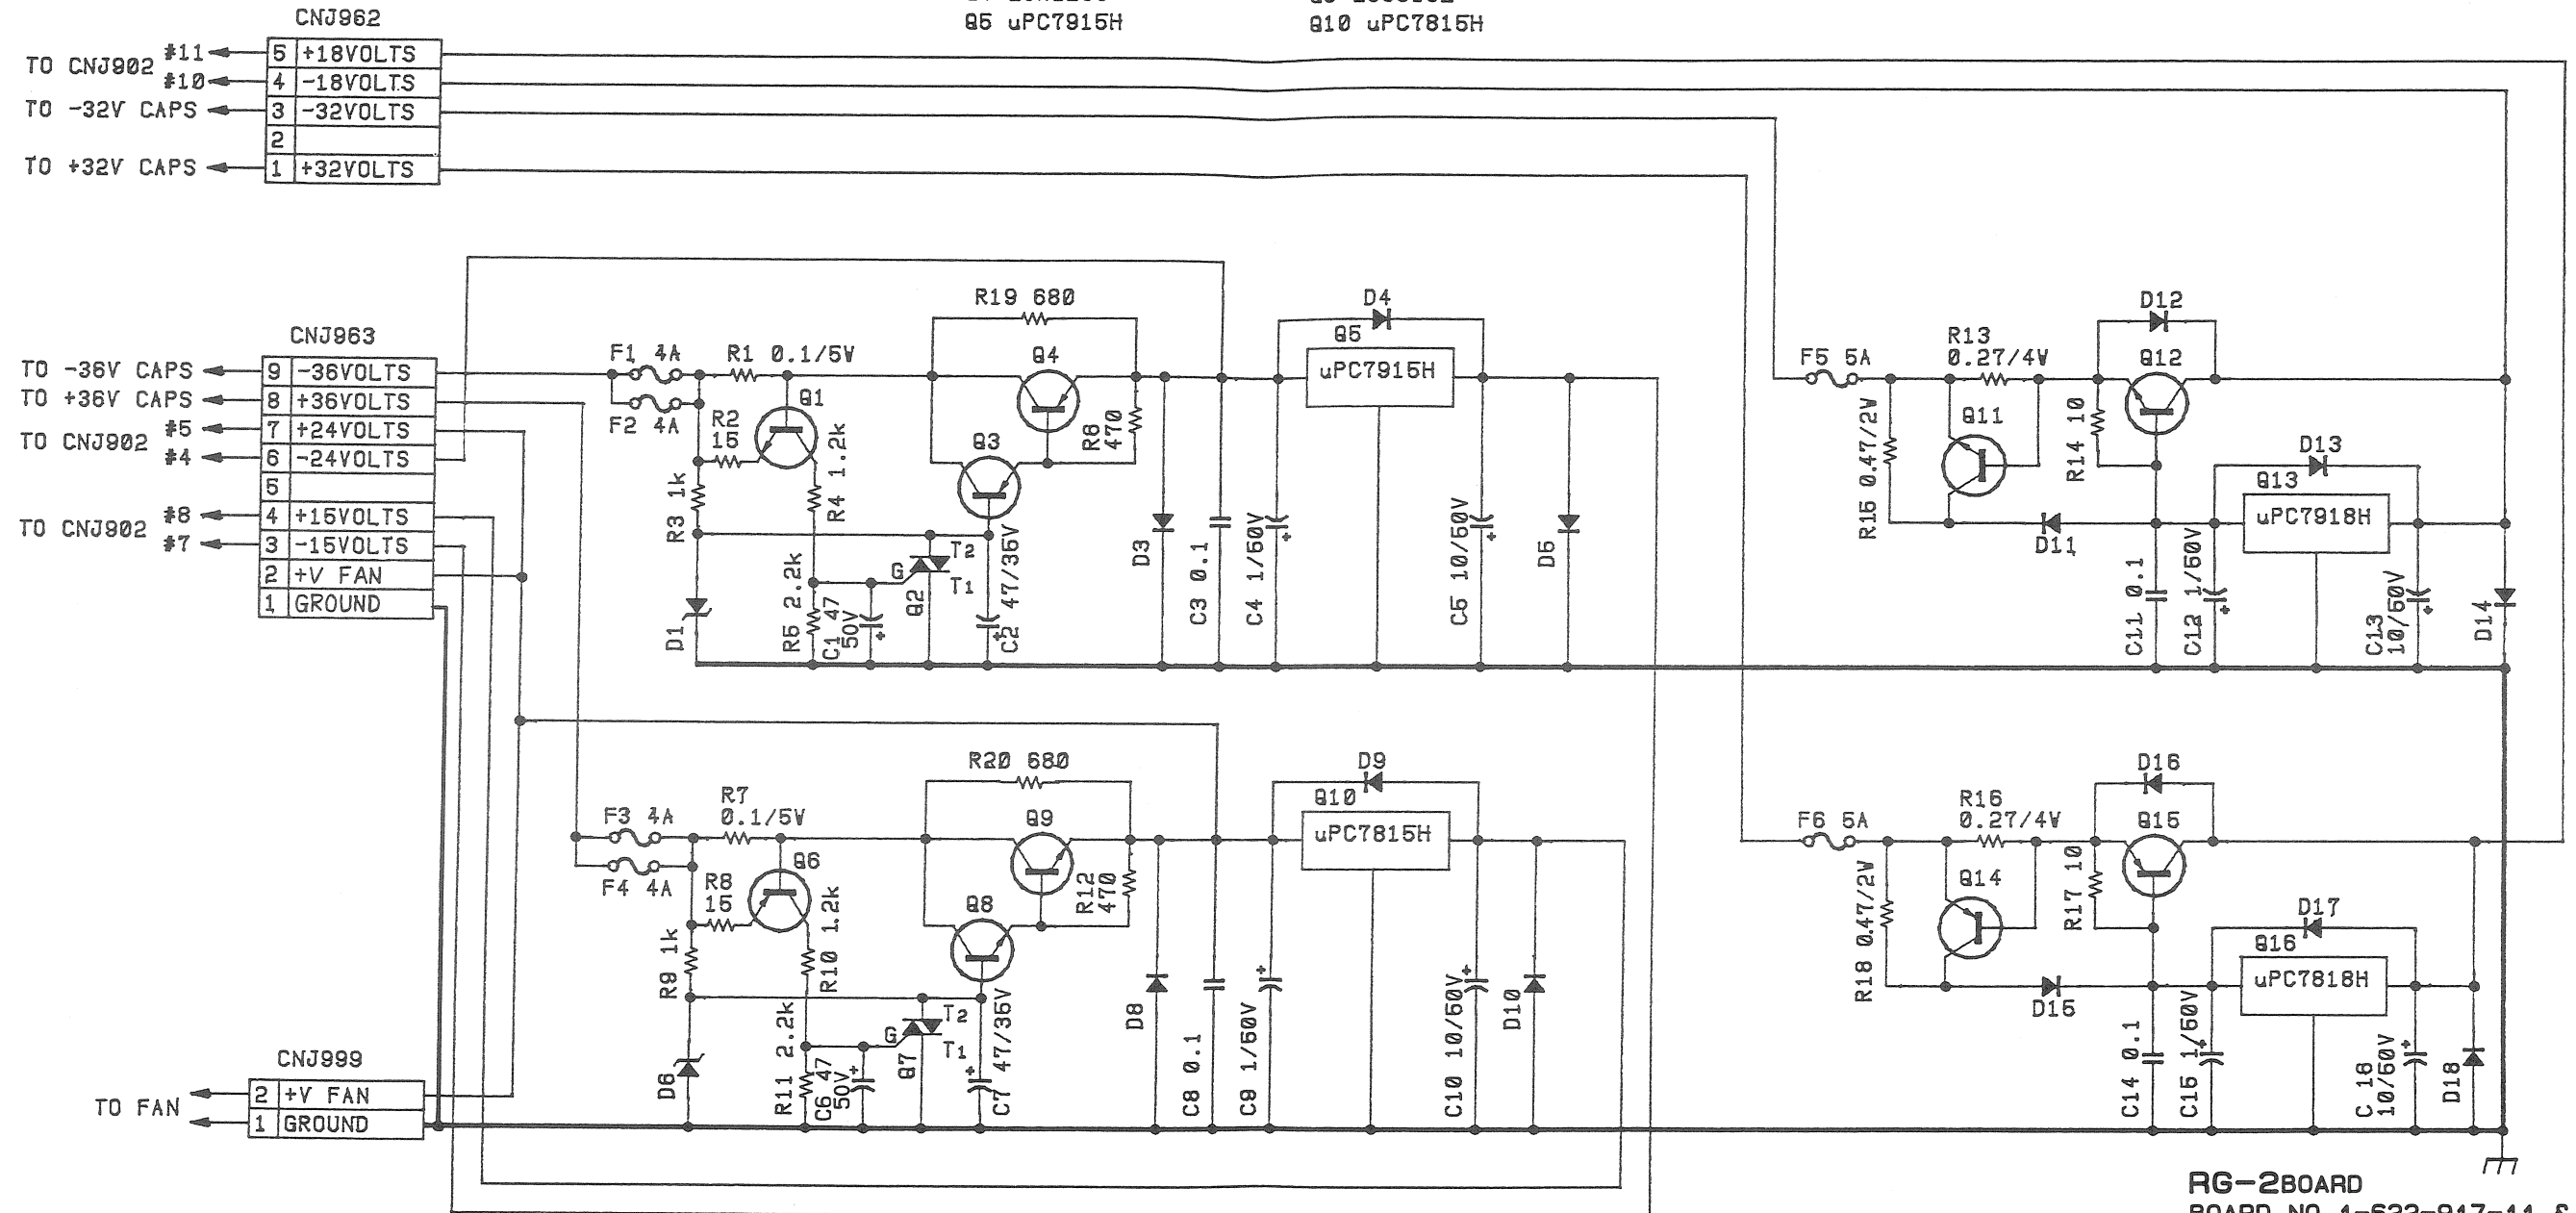 Q5 uPC7915H
Q10 uPC7815H
CNJ962
TO CNJ902
#11
#10
5 +18VOLTS
4 -18VOLTS
TO -32V CAPS
3 -32VOLTS
2
TO +32V CAPS
1 +32VOLTS
CNJ963
TO -36V CAPS
9 -36VOLTS
TO +36V CAPS
8 +36VOLTS
TO CNJ902
#5
#4
7 +24VOLTS
6 -24VOLTS
5
TO CNJ902
#8
#7
4 +15VOLTS
3 -15VOLTS
2 +V FAN
1 GROUND
R19 680
D4
Q5
uPC7915H
F1 4A
R1 0.1/5W
Q4
F2 4A
R2
15
Q1
R4 1.2k
Q3
R6
470
R3 1k
T2
G
T1
Q2
D1
R5 2.2k
C1 47
50V
C2 47/35V
D3
C3 0.1
C4 1/50V
C5 10/50V
D5
D12
R13
0.27/4W
F5 5A
Q12
R15 0.47/2W
Q11
R14 10
D13
Q13
uPC7918H
D11
C11 0.1
C12 1/50V
C13
10/50V
D14
R20 680
D9
Q10
uPC7815H
R7
0.1/5W
F3 4A
F4 4A
Q9
R8
15
Q6
R10 1.2k
Q8
R12
470
R9 1k
T2
G
T1
Q7
D6
R11 2.2k
C6 47
50V
C7 47/35V
D8
C8 0.1
C9 1/50V
C10 10/50V
D10
D16
R16
0.27/4W
F6 5A
Q15
R18 0.47/2W
Q14
R17 10
D17
Q16
uPC7818H
D15
C14 0.1
C15 1/50V
C 18
10/50V
D18
CNJ999
TO FAN
2 +V FAN
1 GROUND
RG-2BOARD
BOARD NO 1-622-917-11 &